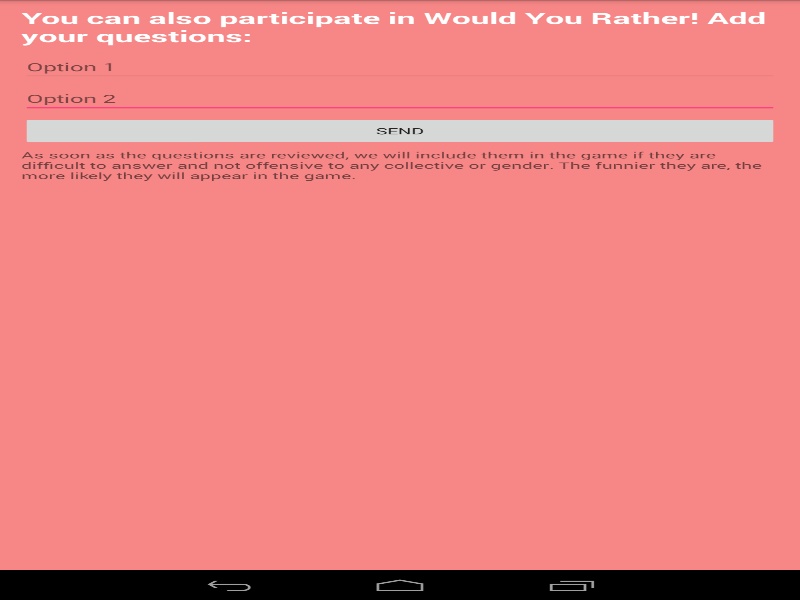 You can also participate in Would You Rather! Add
your questions:
Option 1
Option 2
SEND
As soon as the questions are reviewed, we will include them in the game if they are
difficult to answer and not offensive to any collective or gender. The funnier they are, the
more likely they will appear in the game.